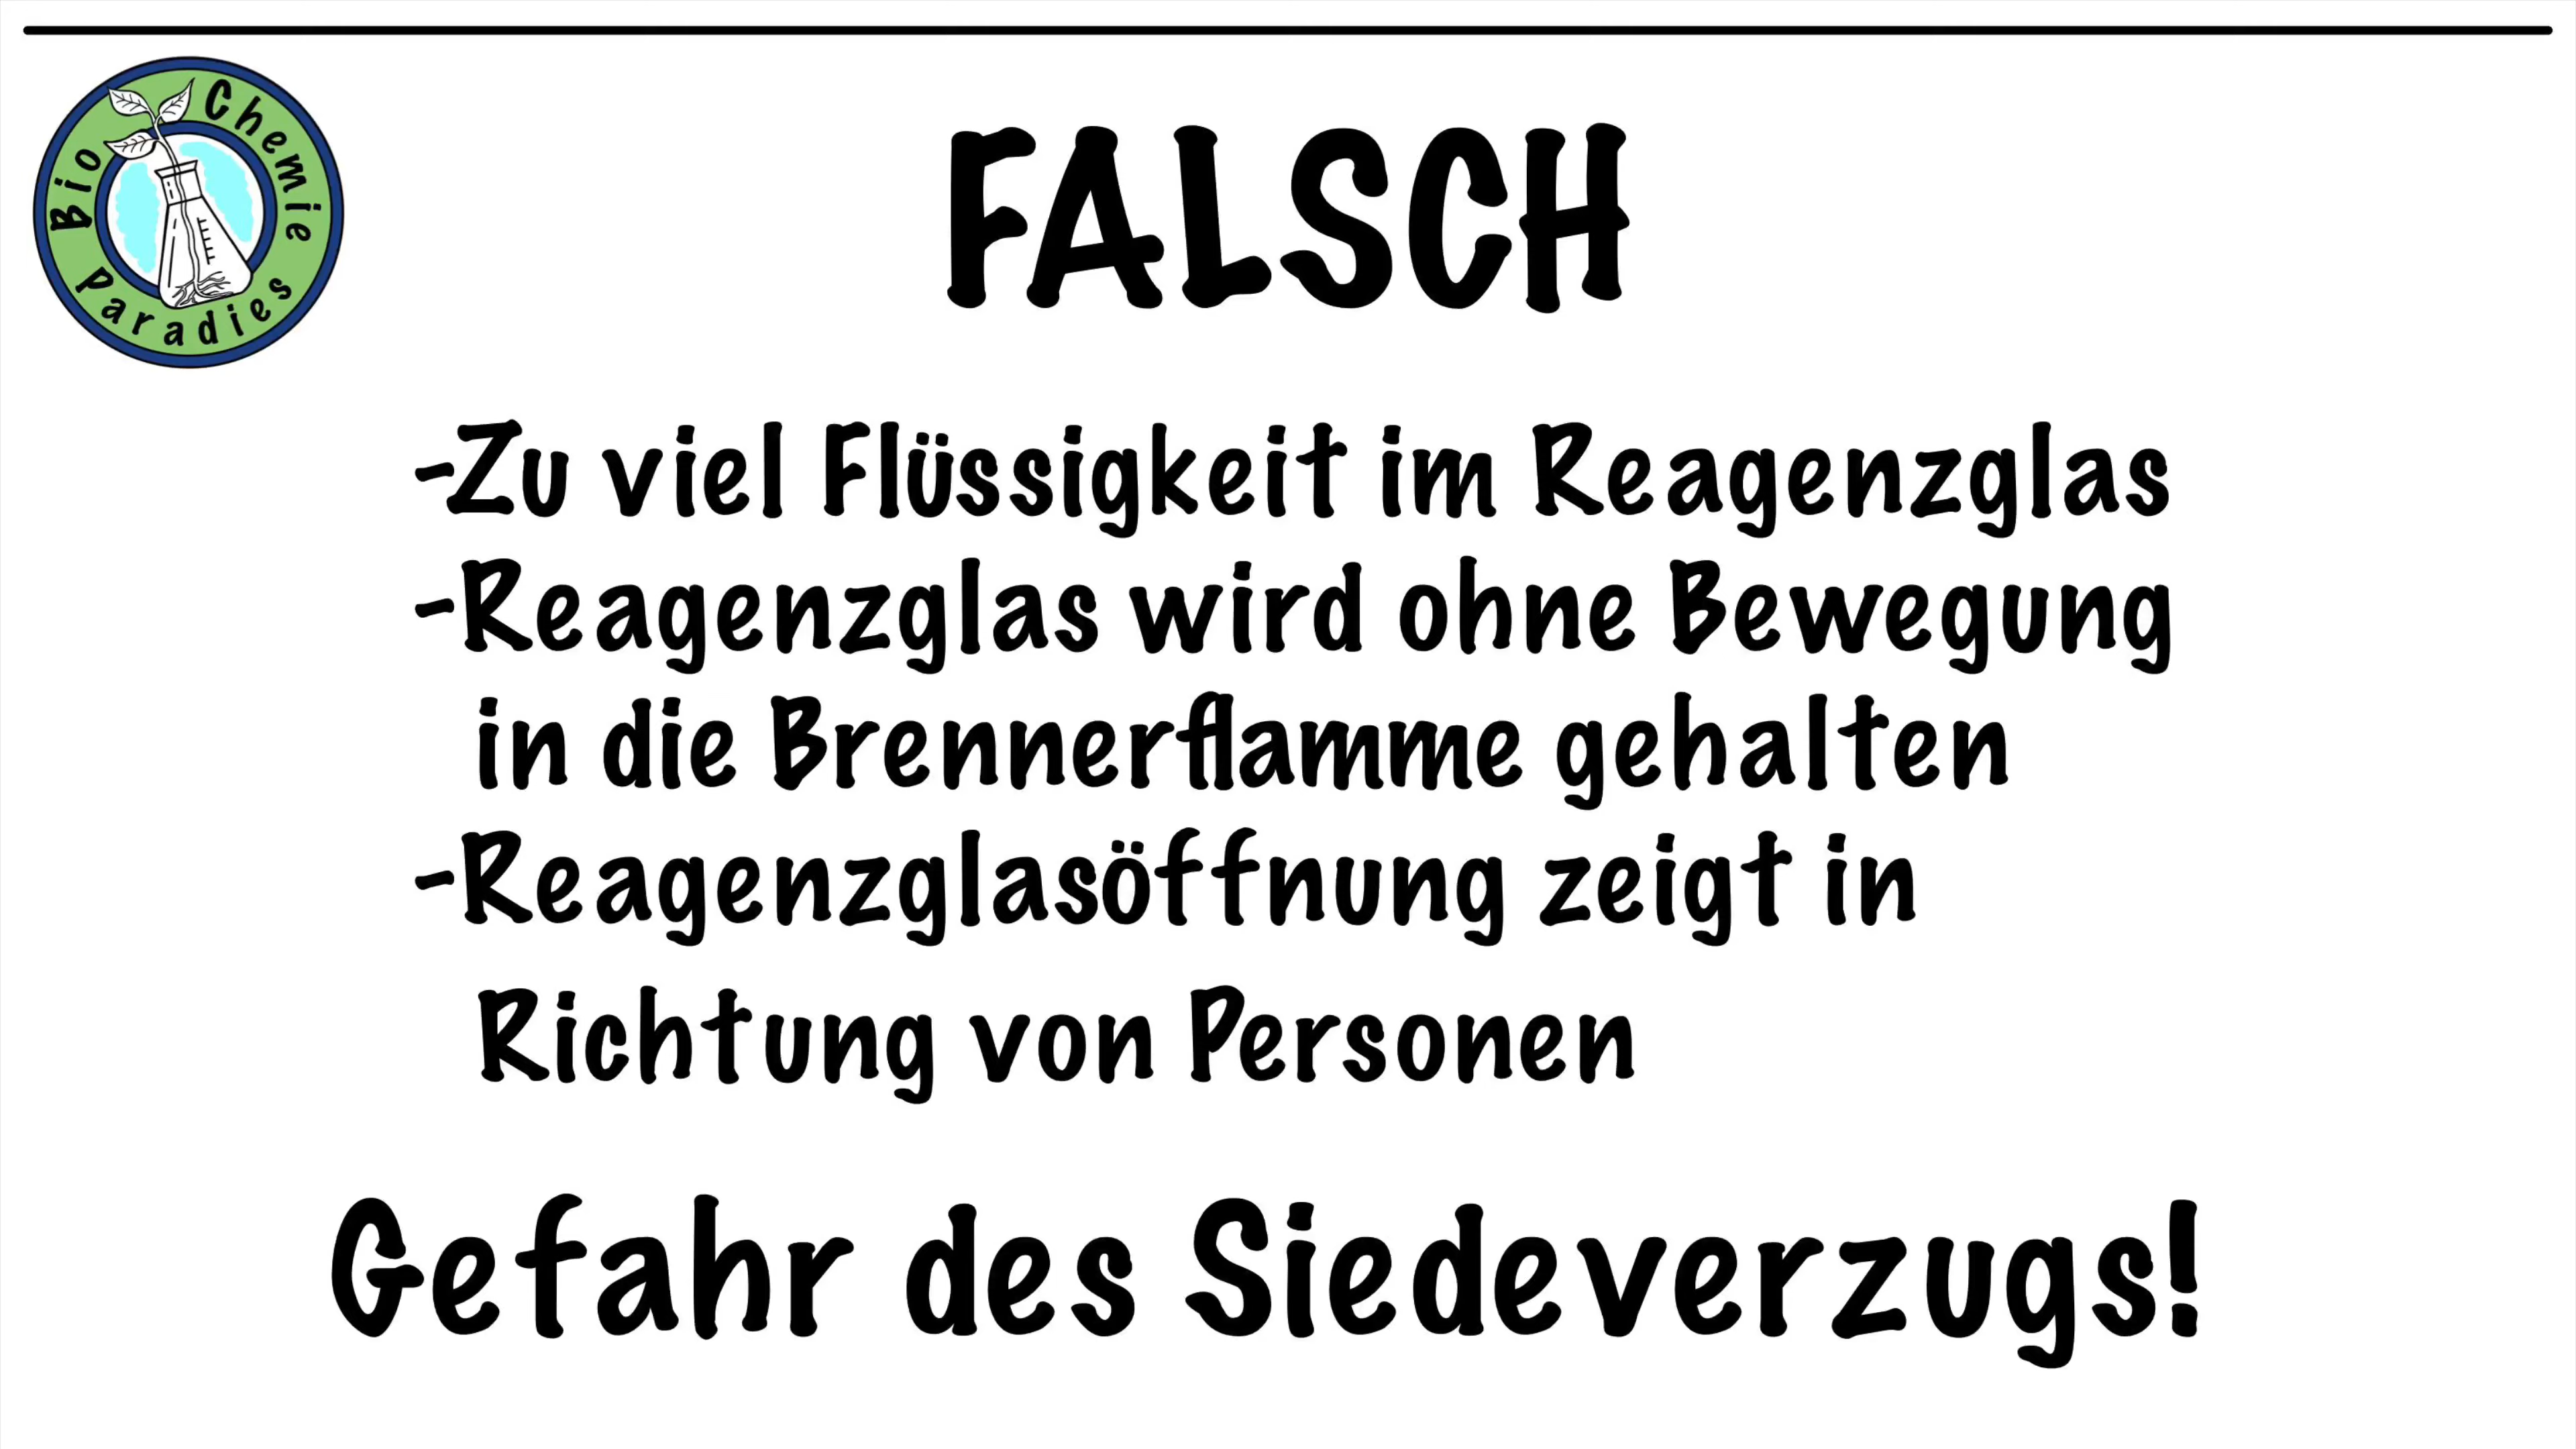 Bio Chemie Paradies
FALSCH
-Zu viel Flüssigkeit im Reagenzglas
-Reagenzglas wird ohne Bewegung
in die Brennerflamme gehalten
-Reagenzglasöffnung zeigt in
Richtung von Personen
Gefahr des Siedeverzugs!